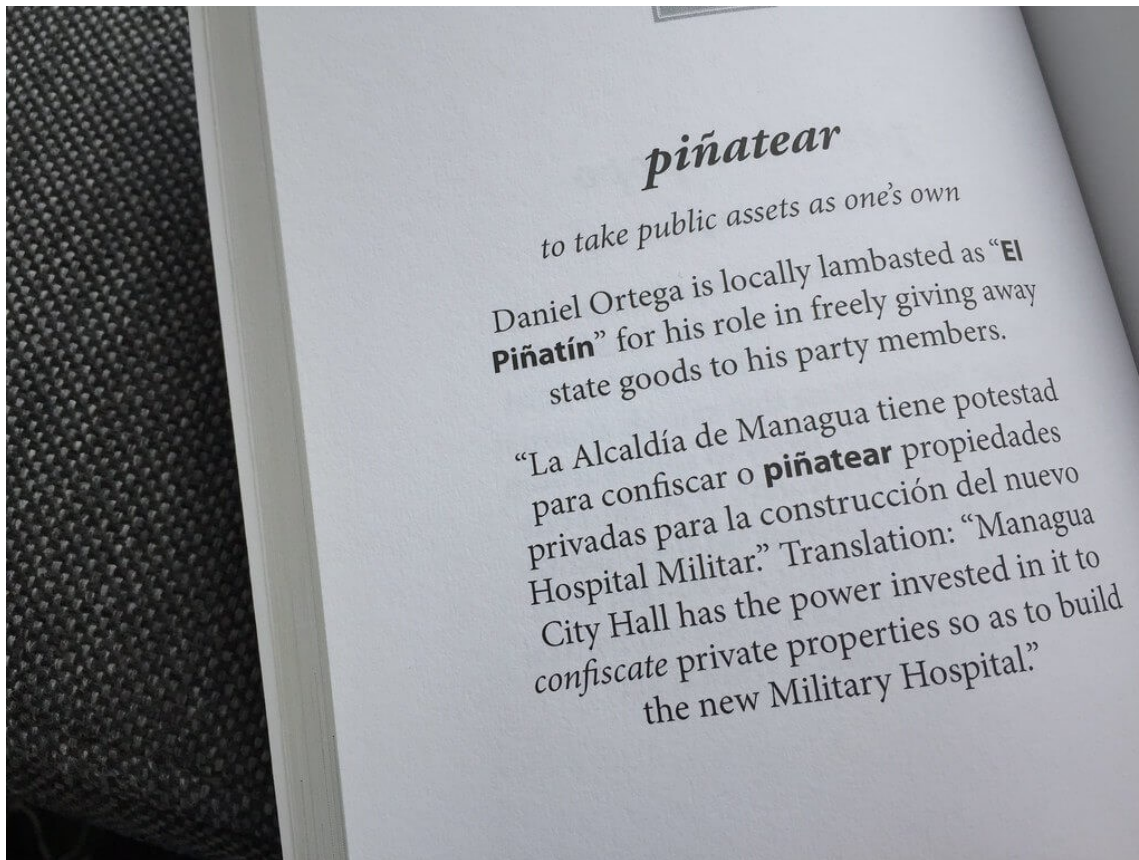 piñatear
to take public assets as one’s own
Daniel Ortega is locally lambasted as “El
Piñatín” for his role in freely giving away
state goods to his party members.
“La Alcaldía de Managua tiene potestad
para confiscar o piñatear propiedades
privadas para la construcción del nuevo
Hospital Militar.” Translation: “Managua
City Hall has the power invested in it to
confiscate private properties so as to build
the new Military Hospital.”